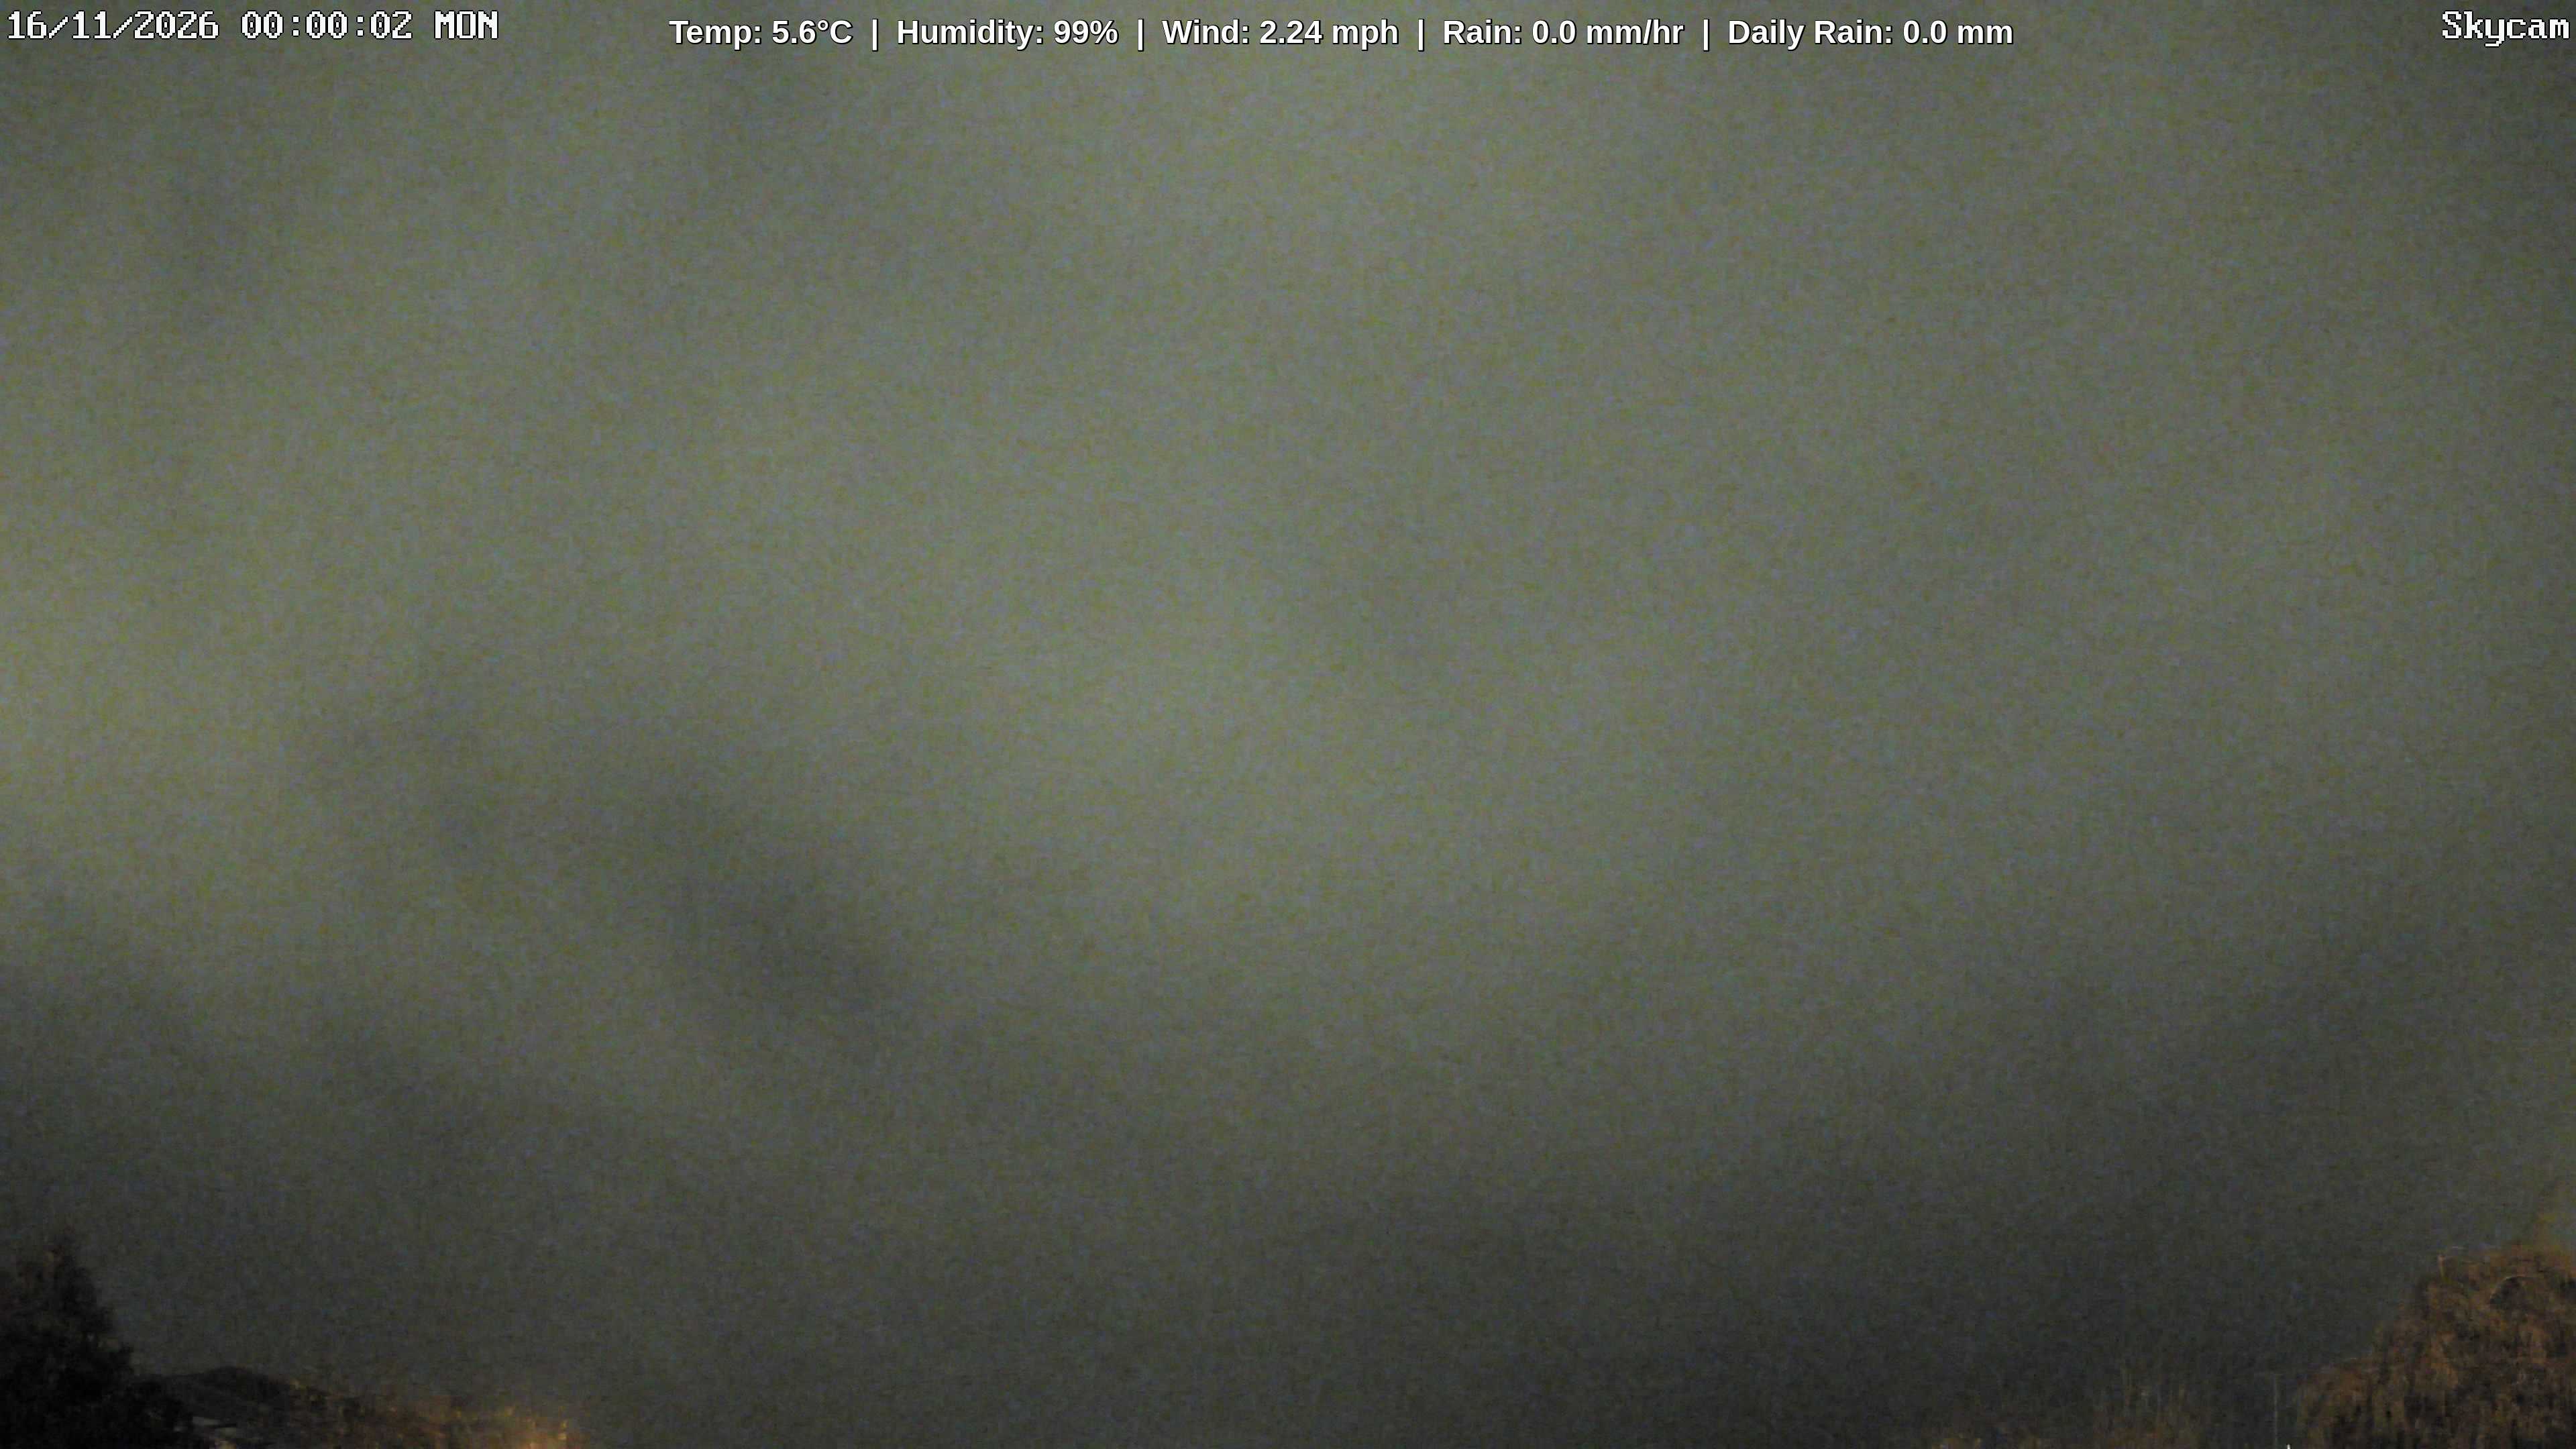 16/11/2026 00:00:02 MON
Temp: 5.6°C | Humidity: 99% | Wind: 2.24 mph | Rain: 0.0 mm/hr | Daily Rain: 0.0 mm
Skycam